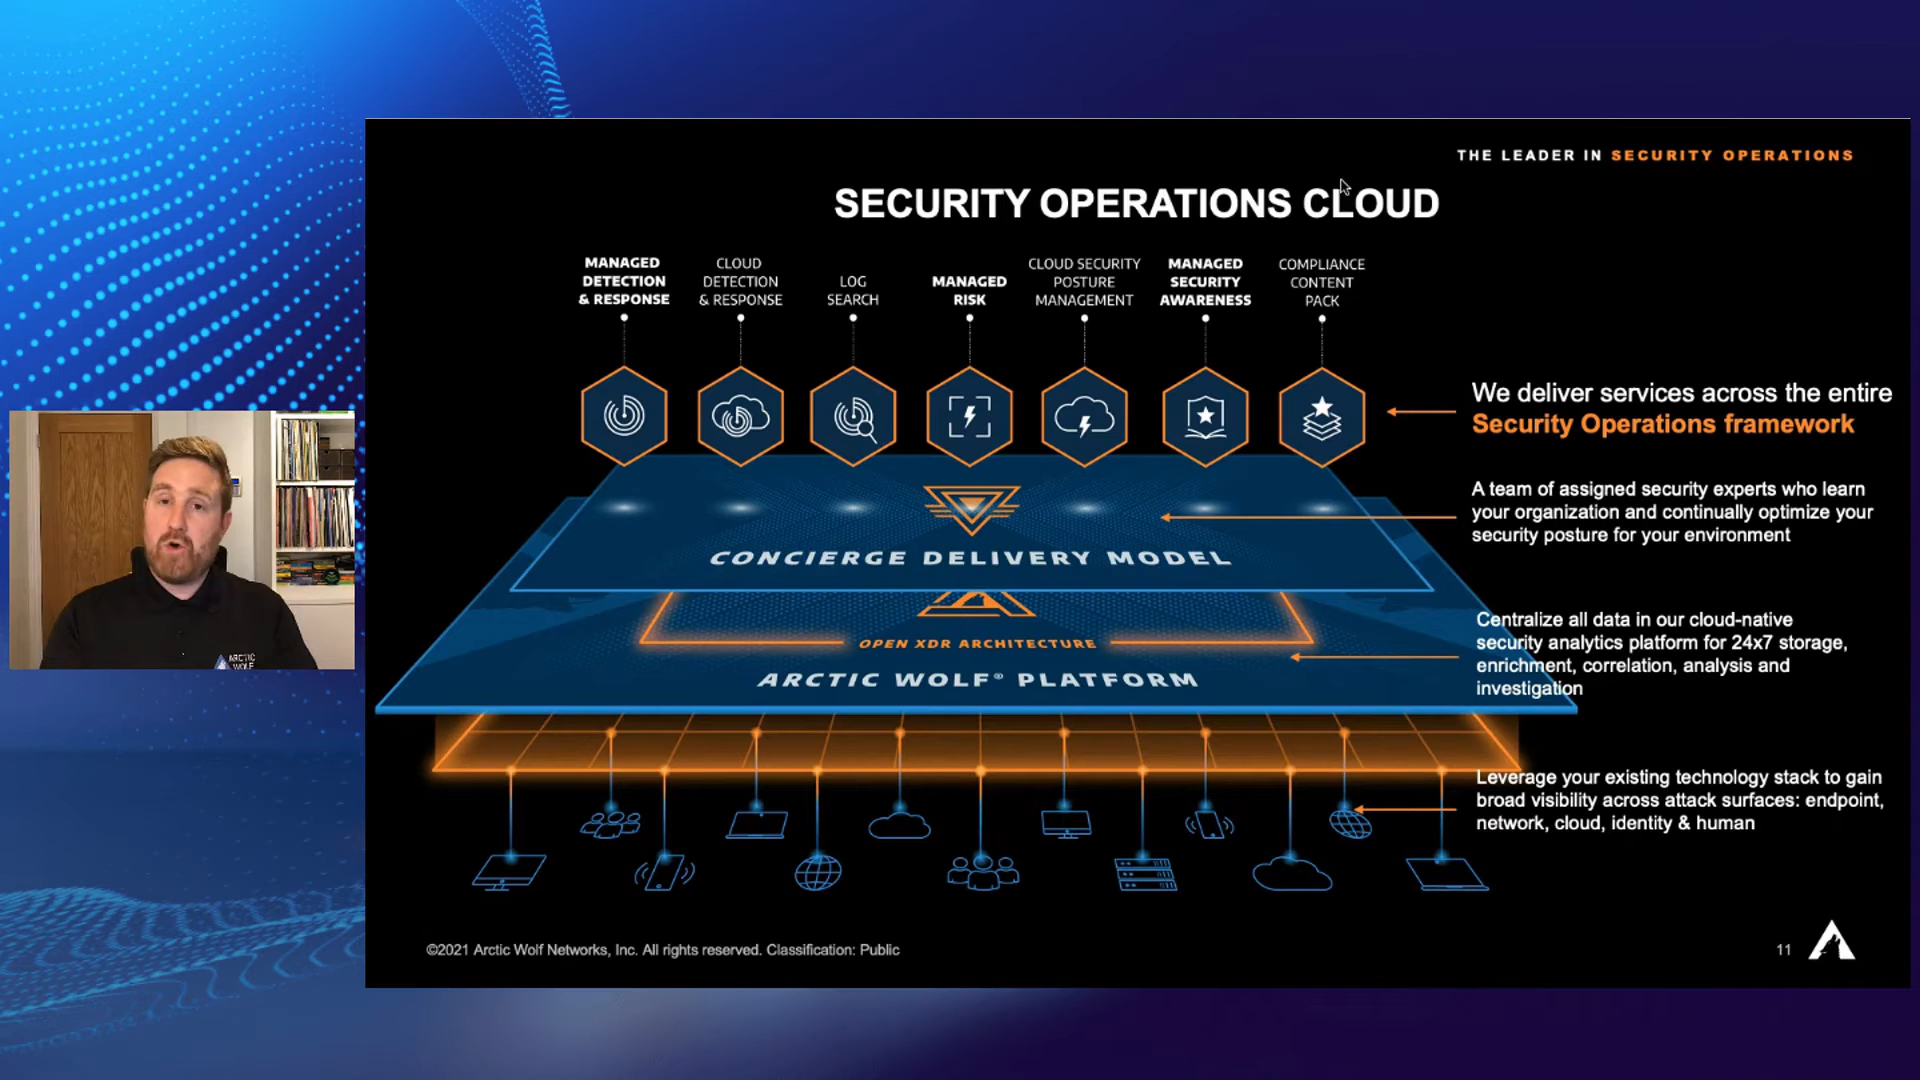 THE LEADER IN SECURITY OPERATIONS
SECURITY OPERATIONS CLOUD
MANAGED
DETECTION
& RESPONSE
CLOUD
DETECTION
& RESPONSE
LOG
SEARCH
MANAGED
RISK
CLOUD SECURITY
POSTURE
MANAGEMENT
MANAGED
SECURITY
AWARENESS
COMPLIANCE
CONTENT
PACK
We deliver services across the entire
Security Operations framework
A team of assigned security experts who learn
your organization and continually optimize your
security posture for your environment
CONCIERGE DELIVERY MODEL
OPEN XDR ARCHITECTURE
ARCTIC WOLF® PLATFORM
Centralize all data in our cloud-native
security analytics platform for 24x7 storage,
enrichment, correlation, analysis and
investigation
Leverage your existing technology stack to gain
broad visibility across attack surfaces: endpoint,
network, cloud, identity & human
ARCTIC
WOLF
©2021 Arctic Wolf Networks, Inc. All rights reserved. Classification: Public
11